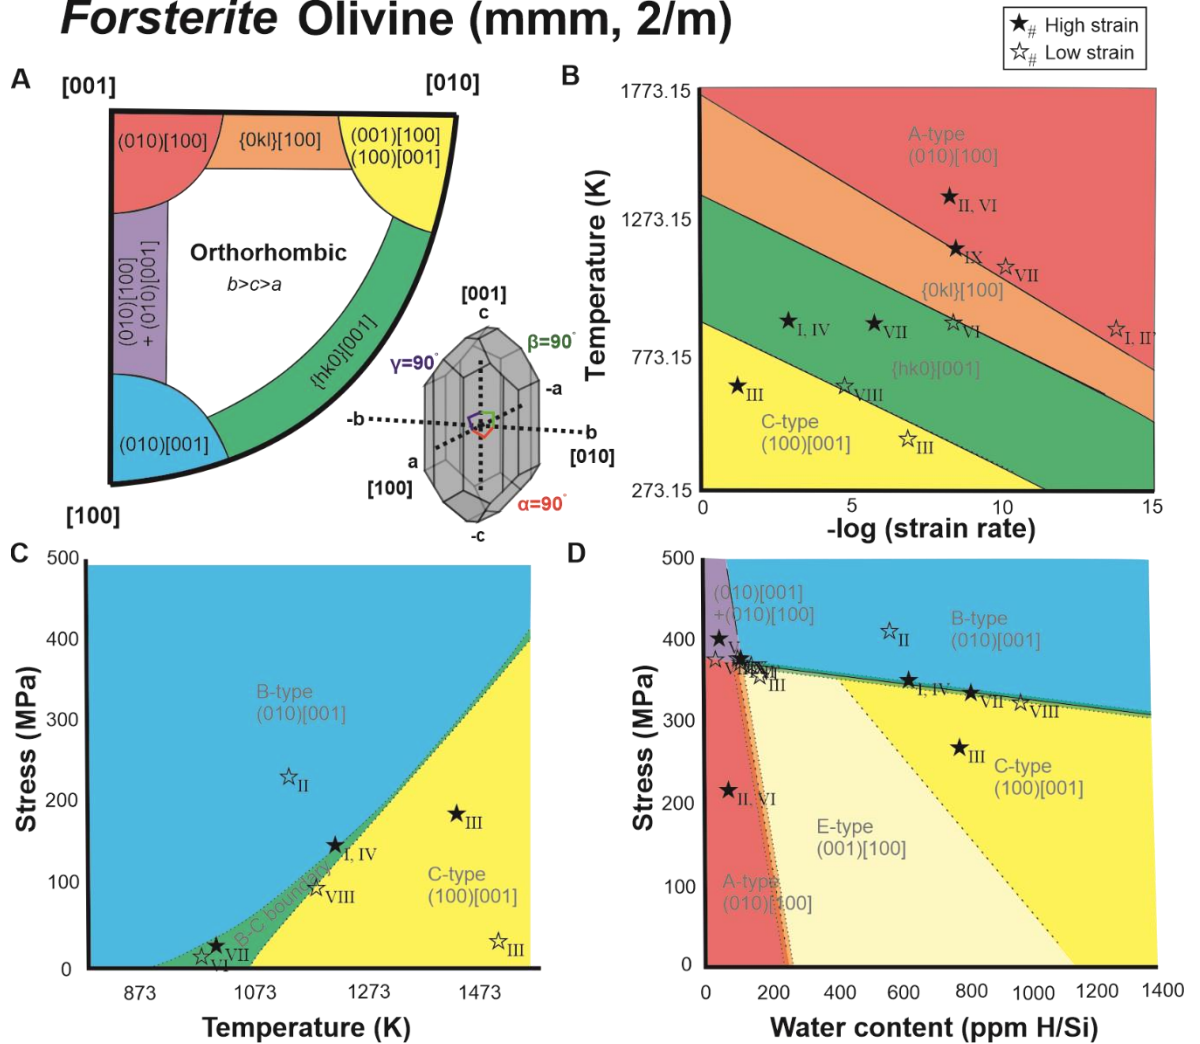 Forsterite Olivine (mmm, 2/m)
★# High strain
☆# Low strain
A
[001]
[010]
(010)[100]
{0kl}[100]
(001)[100]
(100)[001]
(010)[100]
+ (010)[001]
Orthorhombic
b>c>a
{hk0}[001]
(010)[001]
[100]
[001]
c
γ=90°
β=90°
-a
-b
b
[010]
a
[100]
α=90°
-c
B
1773.15
1273.15
773.15
273.15
Temperature (K)
A-type
(010)[100]
II, VI
IX
VII
{0kl}[100]
I, IV
VII
VI
I, II
{hk0}[001]
III
VIII
C-type
(100)[001]
III
0
5
10
15
-log (strain rate)
C
500
400
300
200
100
0
Stress (MPa)
B-type
(010)[001]
II
III
I, IV
VIII
B-C boundary
C-type
(100)[001]
VII
VI
III
873
1073
1273
1473
Temperature (K)
D
500
400
300
200
100
0
Stress (MPa)
(010)[001]
+(010)[100]
B-type
(010)[001]
II
V
III
I, IV
VII
VIII
III
C-type
(100)[001]
II, VI
E-type
(001)[100]
A-type
(010)[100]
0
200
400
600
800
1000
1200
1400
Water content (ppm H/Si)